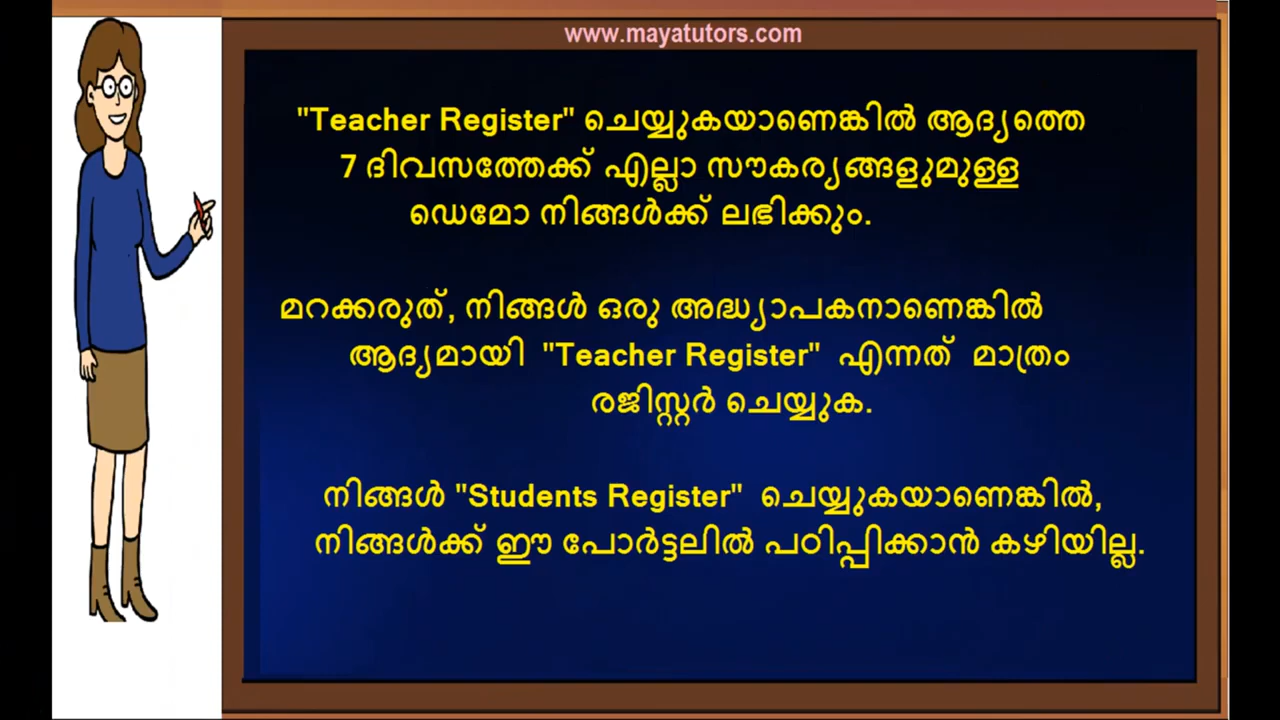 www.mayatutors.com
"Teacher Register" ചെയ്യുകയാണെങ്കിൽ ആദ്യത്തെ
7 ദിവസത്തേക്ക് എല്ലാ സൗകര്യങ്ങളുമുള്ള
ഡെമോ നിങ്ങൾക്ക് ലഭിക്കും.
മറക്കരുത്, നിങ്ങൾ ഒരു അദ്ധ്യാപകനാണെങ്കിൽ
ആദ്യമായി "Teacher Register" എന്നത് മാത്രം
രജിസ്റ്റർ ചെയ്യുക.
നിങ്ങൾ "Students Register" ചെയ്യുകയാണെങ്കിൽ,
നിങ്ങൾക്ക് ഈ പോർട്ടലിൽ പഠിപ്പിക്കാൻ കഴിയില്ല.